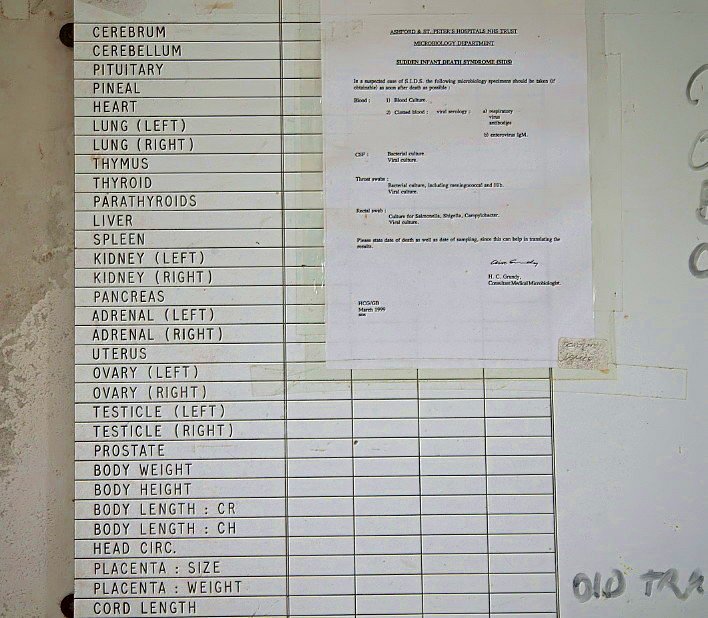 CEREBRUM
CEREBELLUM
PITUITARY
PINEAL
HEART
LUNG (LEFT)
LUNG (RIGHT)
THYMUS
THYROID
PARATHYROIDS
LIVER
SPLEEN
KIDNEY (LEFT)
KIDNEY (RIGHT)
PANCREAS
ADRENAL (LEFT)
ADRENAL (RIGHT)
UTERUS
OVARY (LEFT)
OVARY (RIGHT)
TESTICLE (LEFT)
TESTICLE (RIGHT)
PROSTATE
BODY WEIGHT
BODY HEIGHT
BODY LENGTH : CR
BODY LENGTH : CH
HEAD CIRC.
PLACENTA : SIZE
PLACENTA : WEIGHT
CORD LENGTH
ASHFORD & ST. PETER'S HOSPITALS NHS TRUST
MICROBIOLOGY DEPARTMENT
SUDDEN INFANT DEATH SYNDROME (SIDS)
In a suspected case of S.I.D.S. the following microbiology specimens should be taken (if
obtainable) as soon after death as possible :
Blood : 1) Blood Culture.
2) Clotted blood : viral serology : a) respiratory
virus
antibodies
b) enterovirus IgM.
CSF : Bacterial culture.
Viral culture.
Throat swabs :
Bacterial culture, including meningococcal and Hib.
Viral culture.
Rectal swab :
Culture for Salmonella, Shigella, Campylobacter.
Viral culture.
Please state date of death as well as date of sampling, since this can help in translating the
results.
H. C. Grundy,
Consultant Medical Microbiologist.
HCG/GB
March 1999
OLD TRA